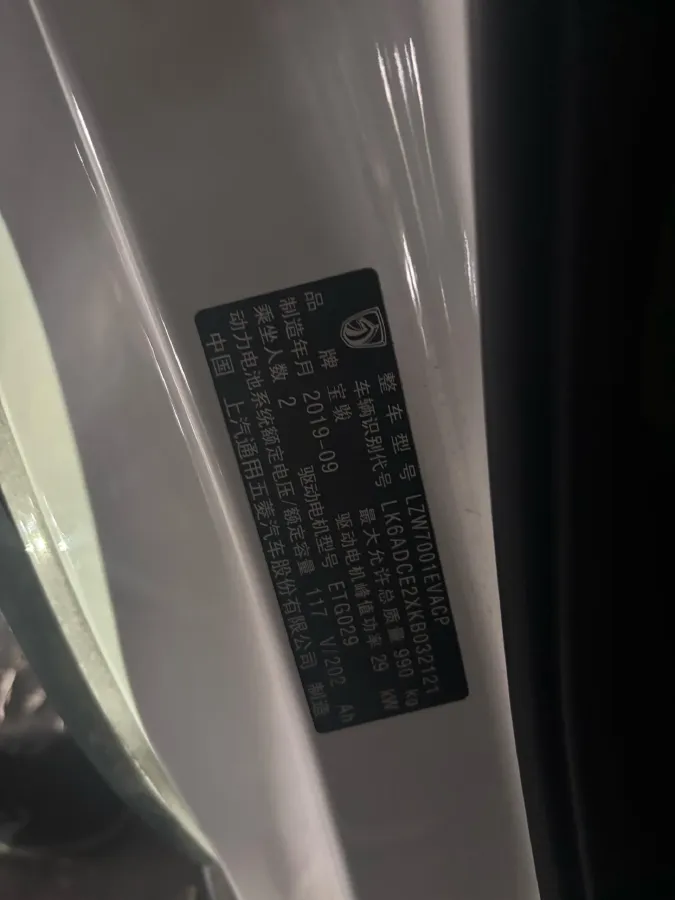 整车型号 LZW7001EVACP
车辆识别代号 LK6ADCE2XKB032121
品牌 宝骏 最大允许总质量 990 kg
制造年月 2019-09 驱动电机峰值功率 29 kW
乘坐人数 2 驱动电机型号 ETG029
动力电池系统额定电压/额定容量 117 V/202 Ah
中国 上汽通用五菱汽车股份有限公司 制造